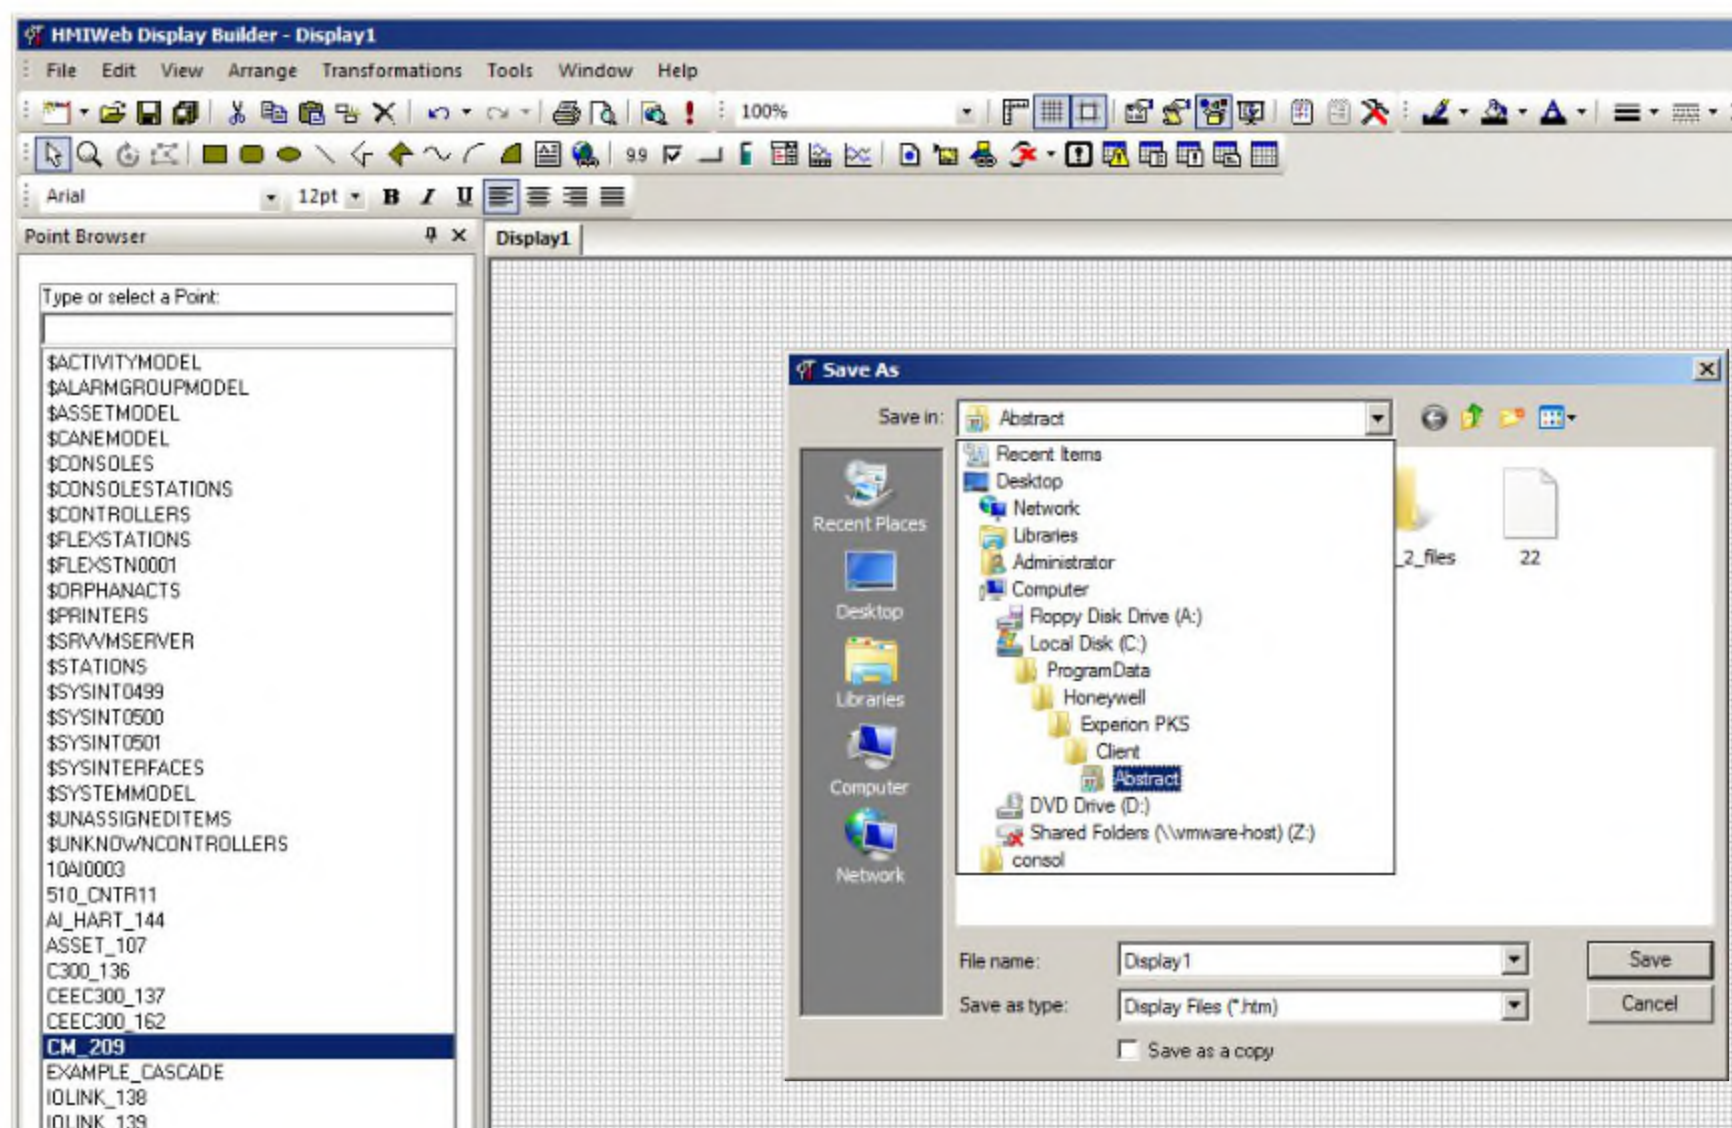 HMIWeb Display Builder - Display1
File Edit View Arrange Transformations Tools Window Help
100%
9.9
Arial 12pt B I U
Point Browser
Display1
Type or select a Point:
$ACTIVITYMODEL
$ALARMGROUPMODEL
$ASSETMODEL
$CANEMODEL
$CONSOLES
$CONSOLESTATIONS
$CONTROLLERS
$FLEXSTATIONS
$FLEXSTN0001
$ORPHANACTS
$PRINTERS
$SRVVMSERVER
$STATIONS
$SYSINT0499
$SYSINT0500
$SYSINT0501
$SYSINTERFACES
$SYSTEMMODEL
$UNASSIGNEDITEMS
$UNKNOWNCONTROLLERS
10AI0003
510_CNTR11
AI_HART_144
ASSET_107
C300_136
CEEC300_137
CEEC300_162
CM_209
EXAMPLE_CASCADE
IOLINK_138
IOLINK_139
Save As
Save in: Abstract
Recent Places
Desktop
Libraries
Computer
Network
Recent Items
Desktop
Network
Libraries
Administrator
Computer
Floppy Disk Drive (A:)
Local Disk (C:)
ProgramData
Honeywell
Experion PKS
Client
Abstract
DVD Drive (D:)
Shared Folders (\\vmware-host) (Z:)
consol
_2_files
22
File name: Display1 Save
Save as type: Display Files (*.htm) Cancel
Save as a copy